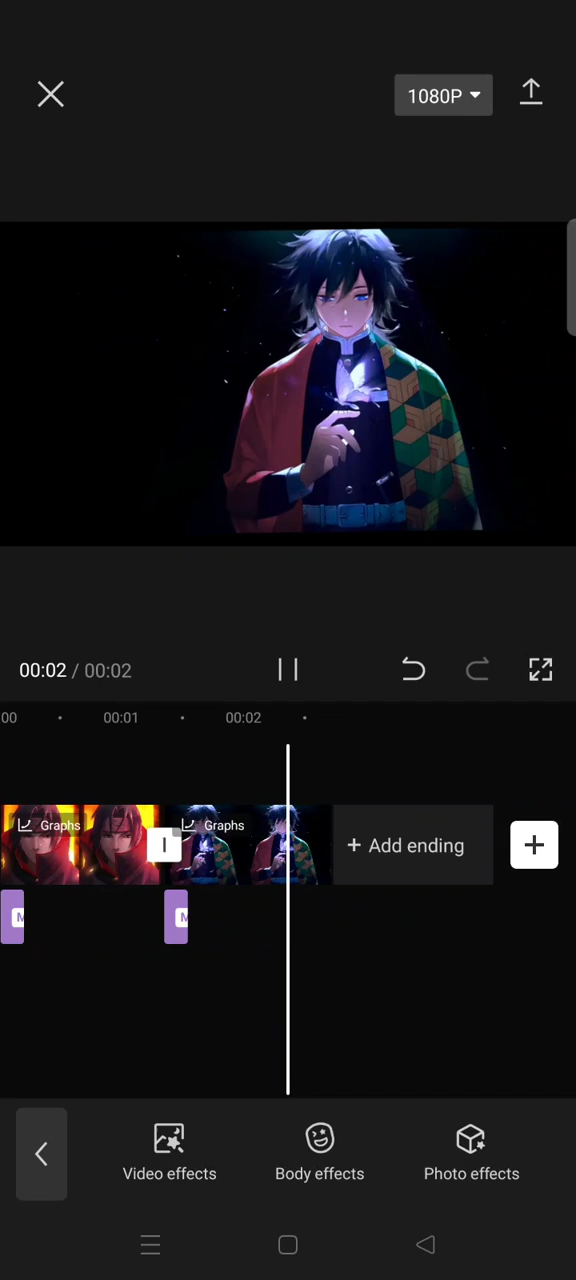 1080P
00:02 / 00:02
00
00:01
00:02
Graphs
Graphs
+ Add ending
M
M
Video effects
Body effects
Photo effects